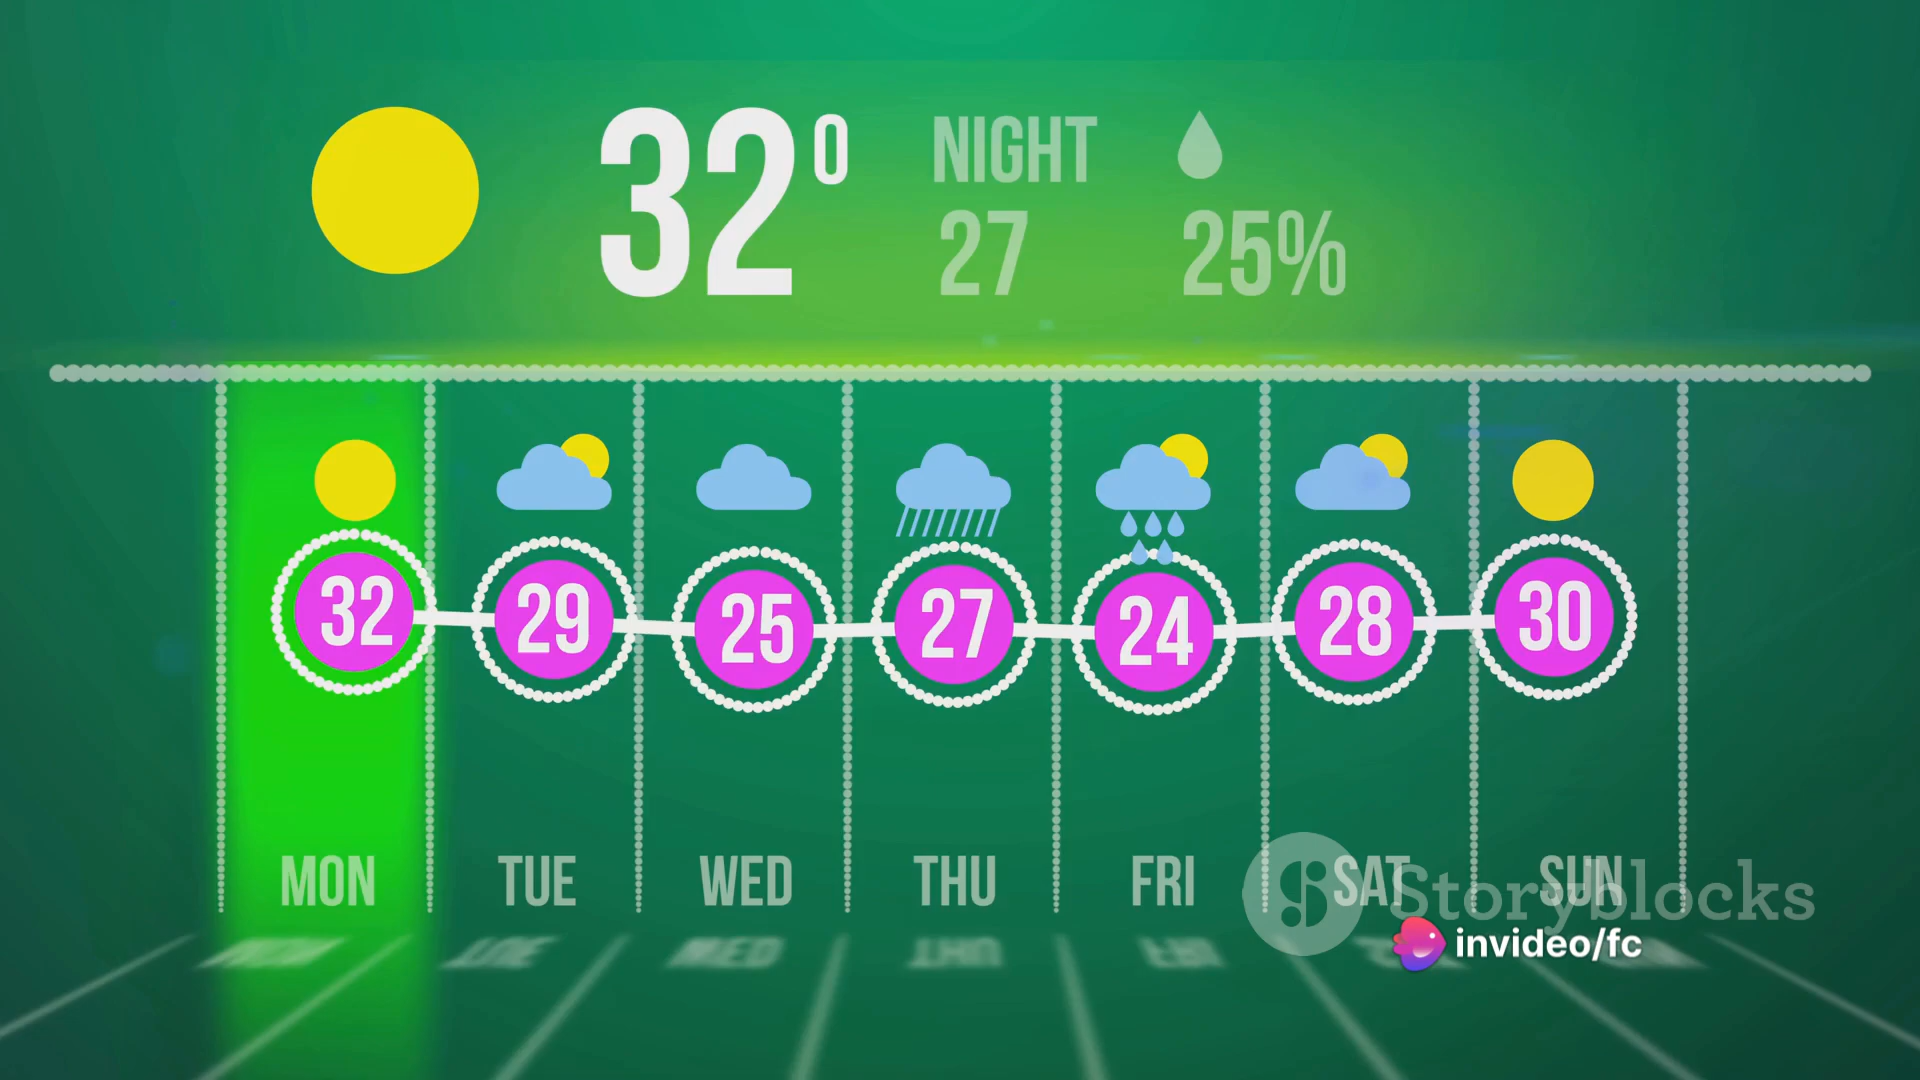 32°
NIGHT
27
25%
32 29 25 27 24 28 30
MON TUE WED THU FRI SAT SUN
Storyblocks
invideo/fc